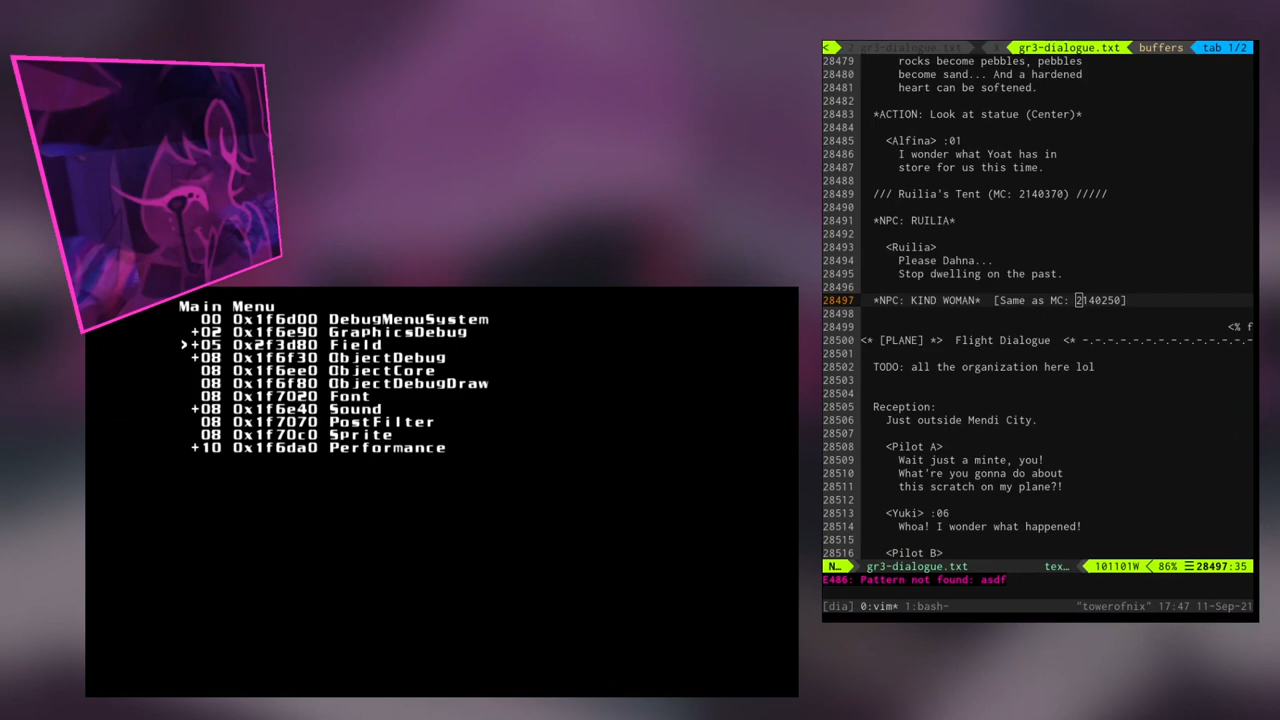 Main Menu
00 0x1f6d00 DebugMenuSystem
+02 0x1f6e90 GraphicsDebug
>+05 0x2f3d80 Field
+08 0x1f6f30 ObjectDebug
08 0x1f6ee0 ObjectCore
08 0x1f6f80 ObjectDebugDraw
08 0x1f7020 Font
+08 0x1f6e40 Sound
08 0x1f7070 PostFilter
08 0x1f70c0 Sprite
+10 0x1f6da0 Performance
< 2 gr3-dialogue.txt x gr3-dialogue.txt buffers tab 1/2
28479 rocks become pebbles, pebbles
28480 become sand... And a hardened
28481 heart can be softened.
28482
28483 *ACTION: Look at statue (Center)*
28484
28485 <Alfina> :01
28486 I wonder what Yoat has in
28487 store for us this time.
28488
28489 /// Ruilia's Tent (MC: 2140370) /////
28490
28491 *NPC: RUILIA*
28492
28493 <Ruilia>
28494 Please Dahna...
28495 Stop dwelling on the past.
28496
28497 *NPC: KIND WOMAN* [Same as MC: 2140250]
28498
28499 <% f
28500 <* [PLANE] *> Flight Dialogue <* -.-.-.-.-.-.-.-.-.-.-.-.-.-
28501
28502 TODO: all the organization here lol
28503
28504
28505 Reception:
28506 Just outside Mendi City.
28507
28508 <Pilot A>
28509 Wait just a minte, you!
28510 What're you gonna do about
28511 this scratch on my plane?!
28512
28513 <Yuki> :06
28514 Whoa! I wonder what happened!
28515
28516 <Pilot B>
N… gr3-dialogue.txt tex… 101101W < 86% ☰28497:35
E486: Pattern not found: asdf
[dia] 0:vim* 1:bash- "towerofnix" 17:47 11-Sep-21